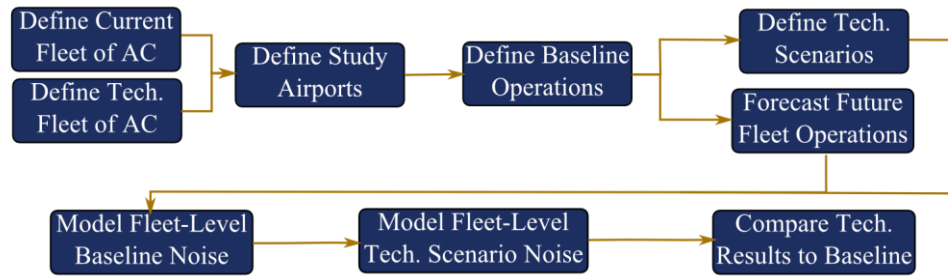 Define Current
Fleet of AC
Define Tech.
Fleet of AC
Define Study
Airports
Define Baseline
Operations
Define Tech.
Scenarios
Forecast Future
Fleet Operations
Model Fleet-Level
Baseline Noise
Model Fleet-Level
Tech. Scenario Noise
Compare Tech.
Results to Baseline